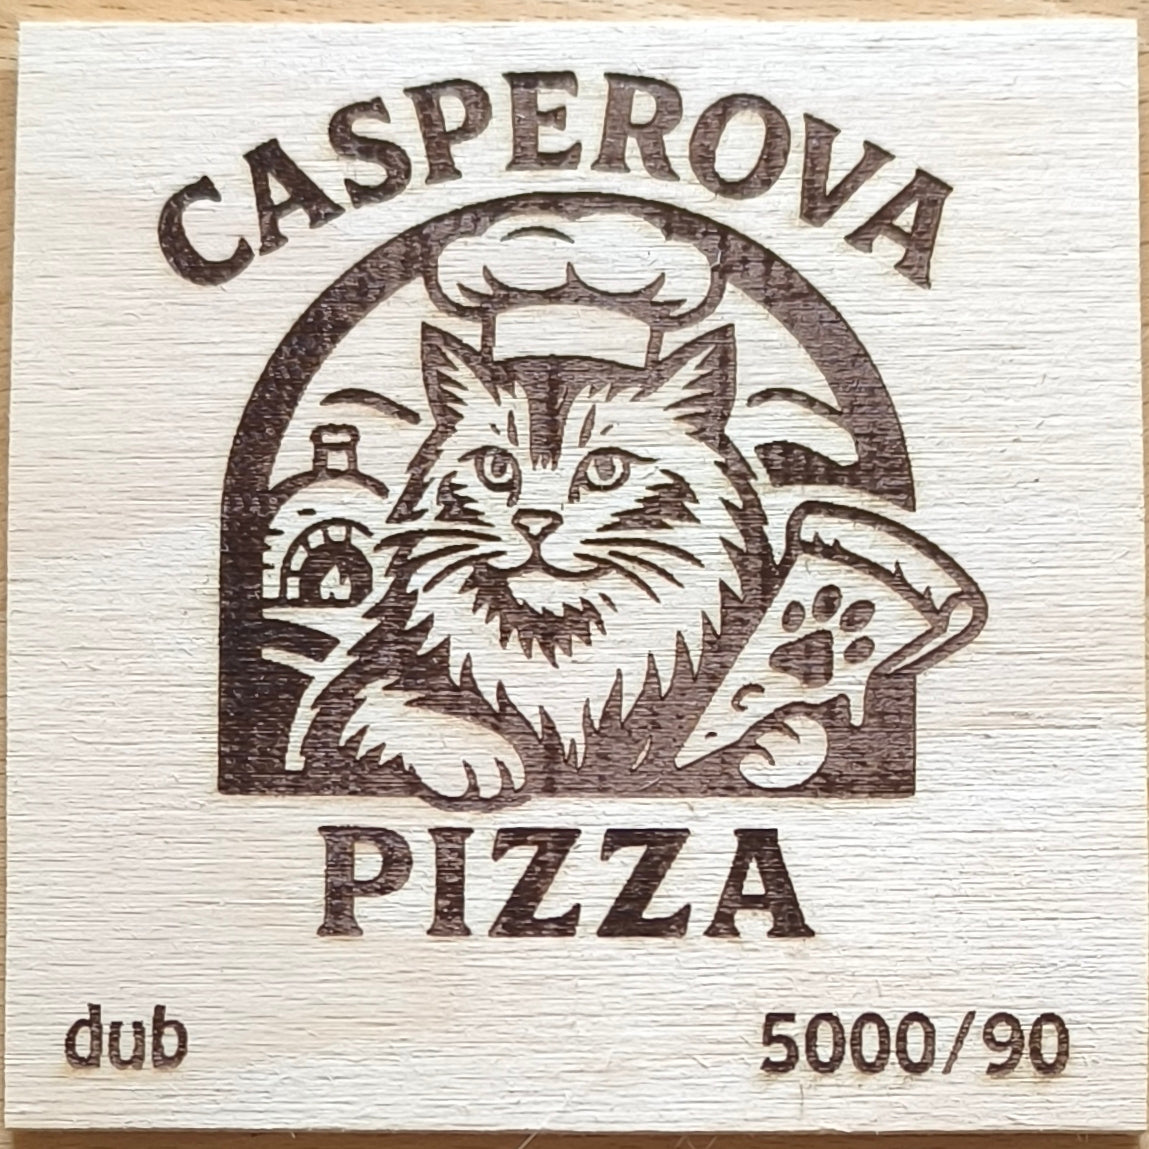 CASPEROVA
PIZZA
dub
5000/90